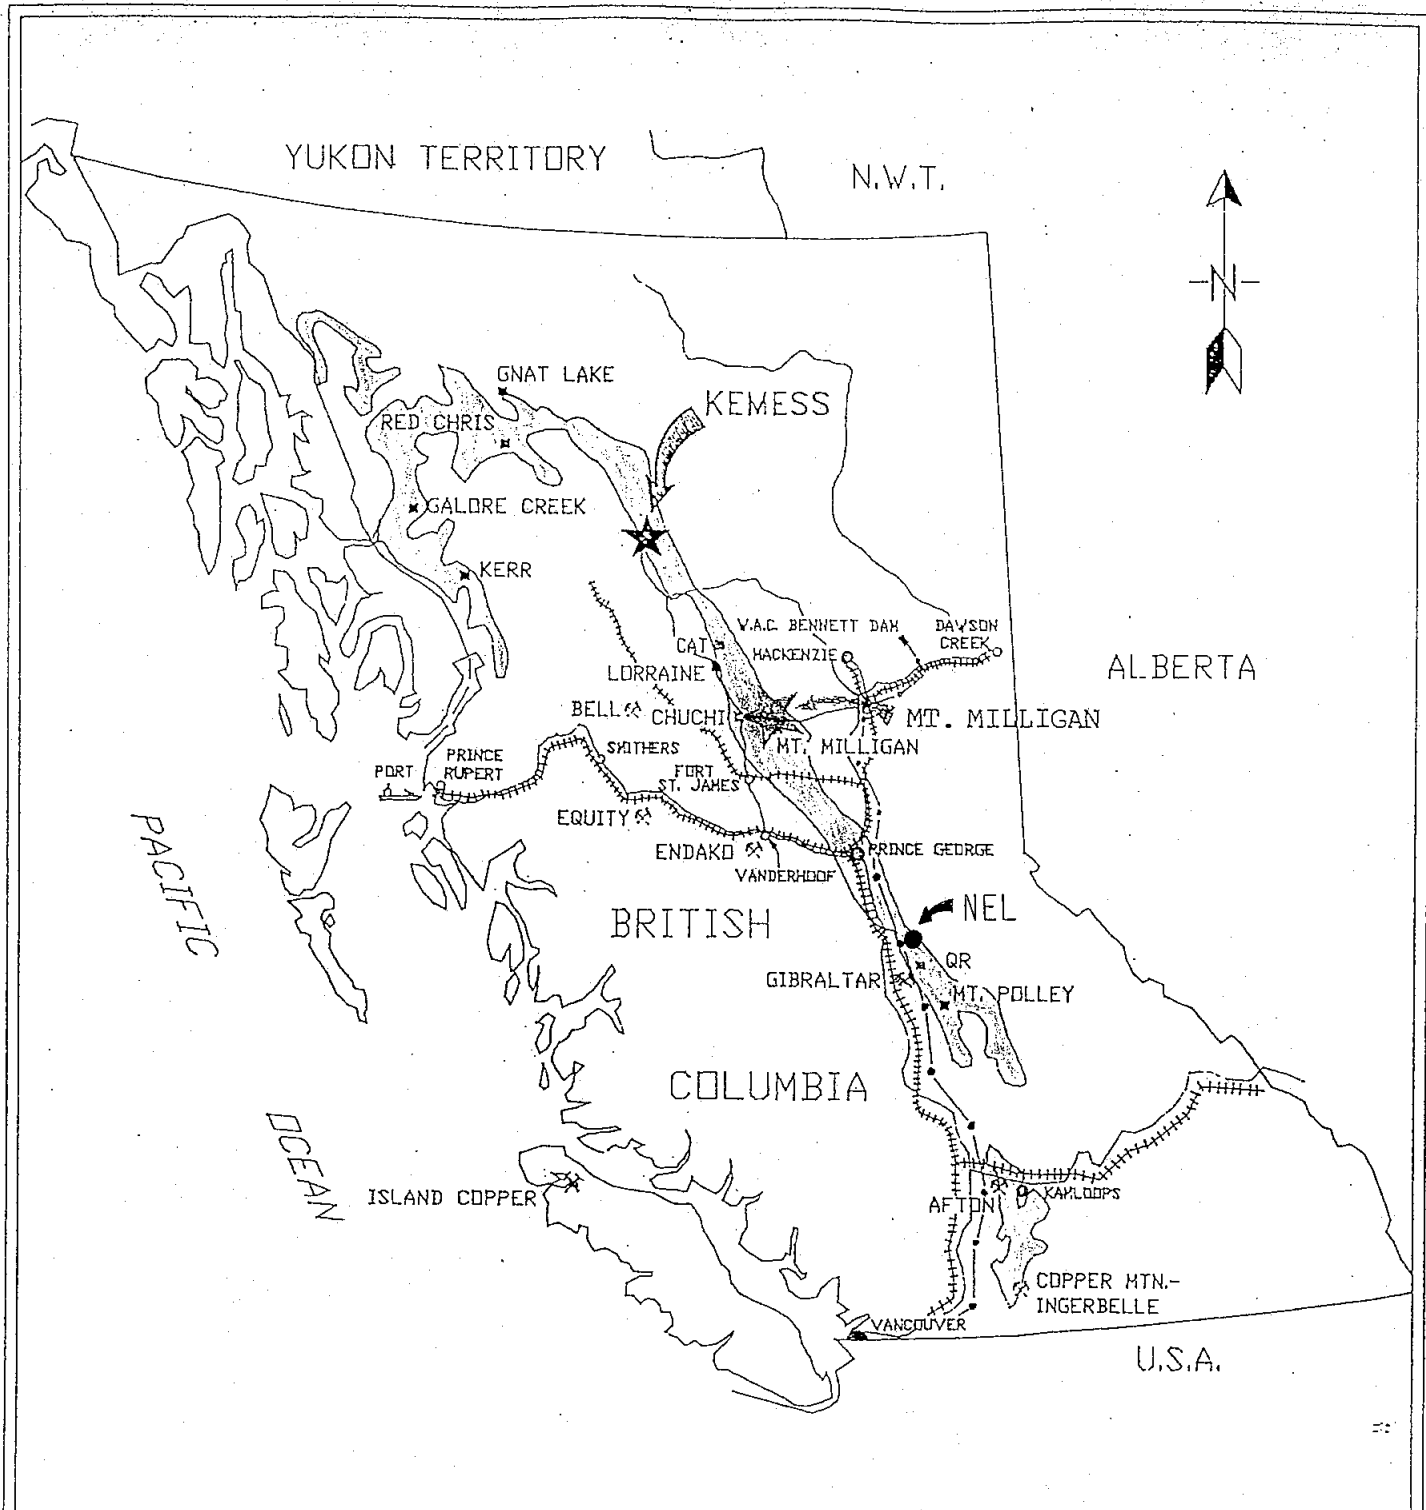 YUKON TERRITORY
N.W.T.
N
GNAT LAKE
KEMESS
RED CHRIS
GALORE CREEK
KERR
W.A.C. BENNETT DAM
DAWSON
CREEK
CAT
MACKENZIE
ALBERTA
LORRAINE
BELL
CHUCHI
MT. MILLIGAN
MT. MILLIGAN
SMITHERS
PRINCE
RUPERT
PORT
FORT
ST. JAMES
EQUITY
ENDAKO
PRINCE GEORGE
VANDERHOOF
PACIFIC
NEL
BRITISH
QR
GIBRALTAR
MT. POLLEY
COLUMBIA
OCEAN
ISLAND COPPER
AFTON
KAMLOOPS
COPPER MTN.-
INGERBELLE
VANCOUVER
U.S.A.